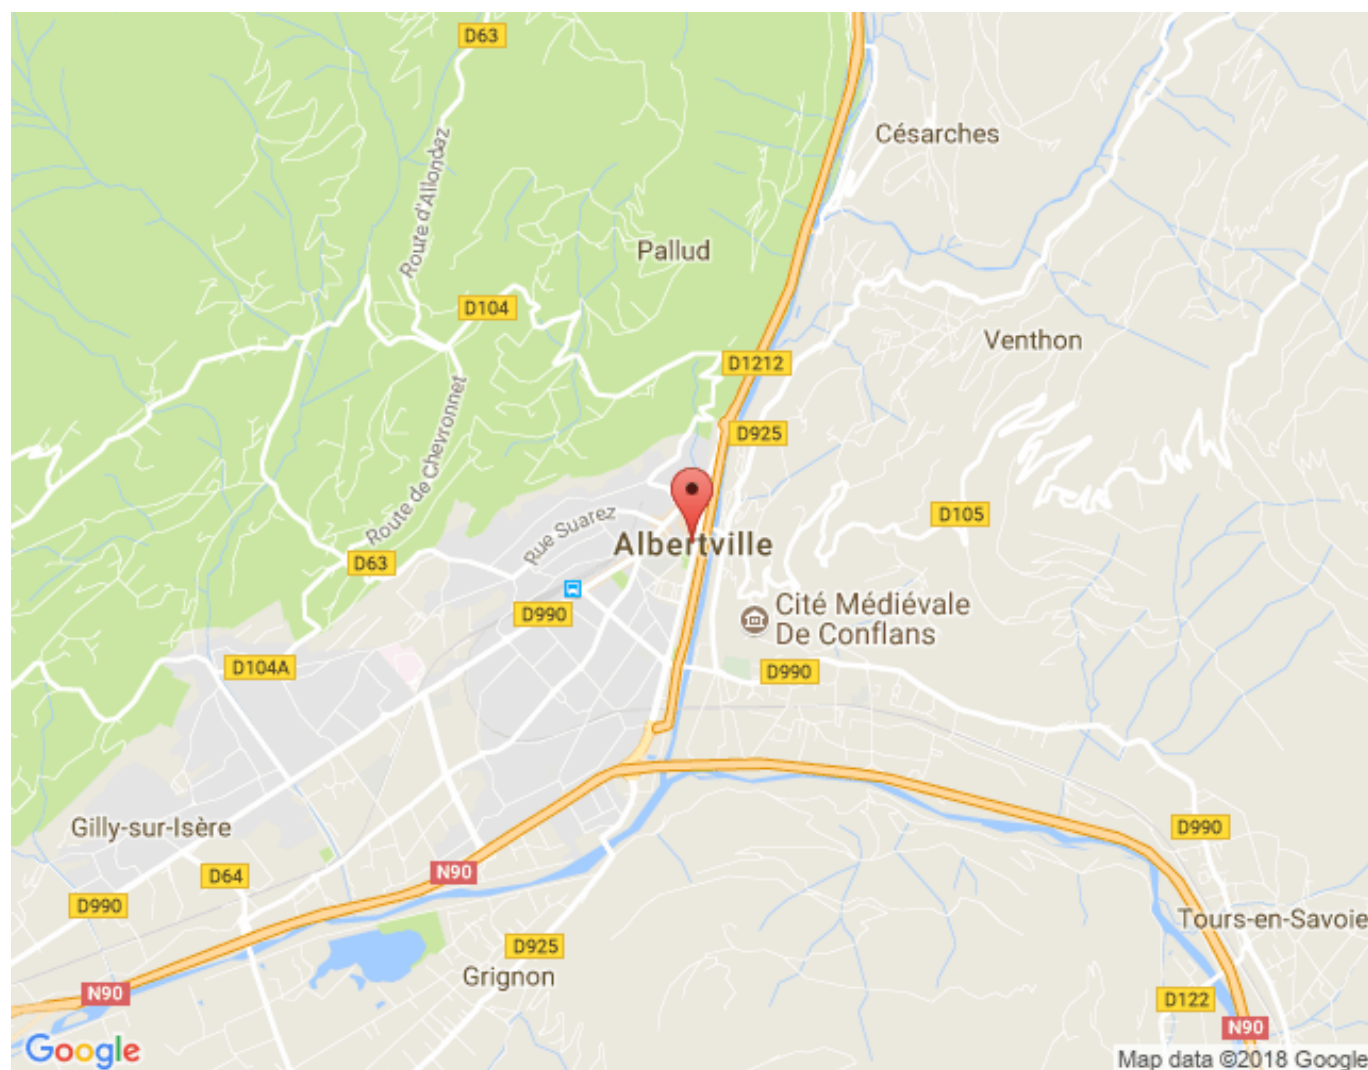 D63
Césarches
Route d'Allondaz
Pallud
D104
Venthon
D1212
D925
Route de Chevronnet
Rue Suarez
D105
Albertville
D63
D990
Cité Médiévale
De Conflans
D104A
D990
Gilly-sur-Isère
D990
N90
D64
D990
Tours-en-Savoie
D925
Grignon
N90
D122
N90
Google
Map data ©2018 Google